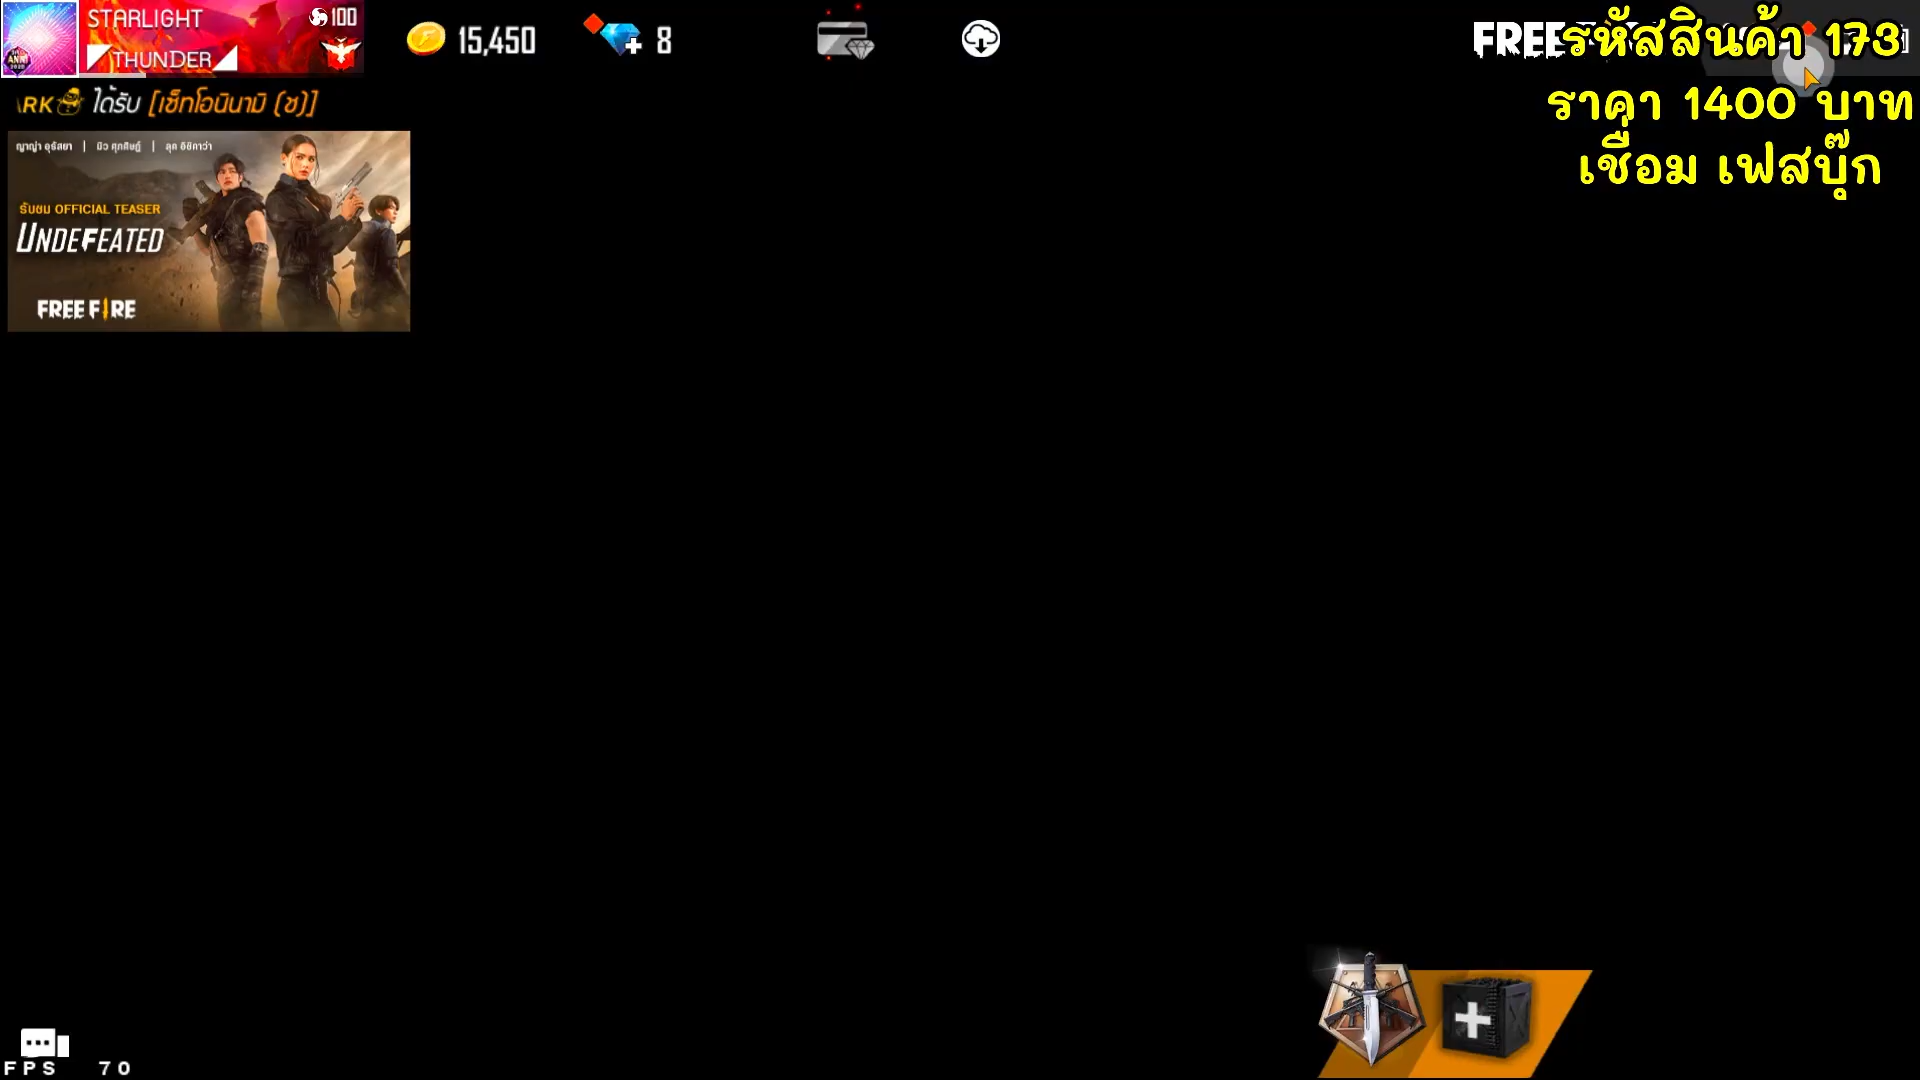 STARLIGHT
THUNDER
100
15,450
8
FREE
รหัสสินค้า 173
ราคา 1400 บาท
เชื่อม เฟสบุ๊ก
ARK ได้รับ [เซ็ทโอนินามิ (ช)]
ญาญ่า อุรัสยา | มิว ศุภศิษฏ์ | ลุค อิชิคาว่า
รับชม OFFICIAL TEASER
UNDEFEATED
FREE FIRE
FPS 70